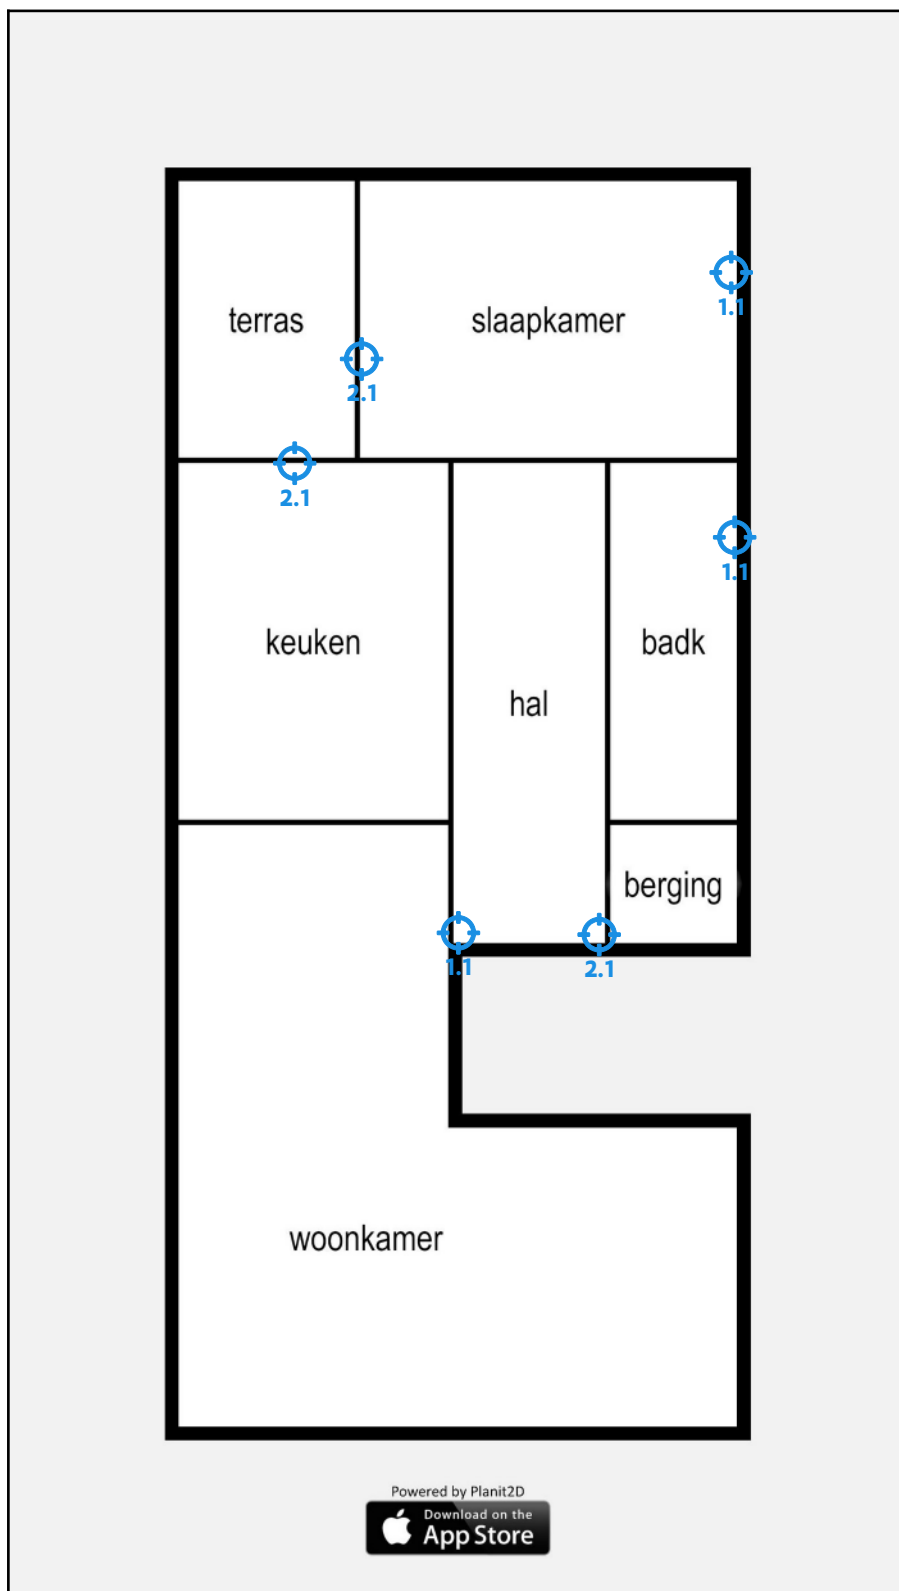 1.1
terras
slaapkamer
2.1
2.1
1.1
keuken
badk
hal
berging
1.1
2.1
woonkamer
Powered by Planit2D
Download on the
App Store